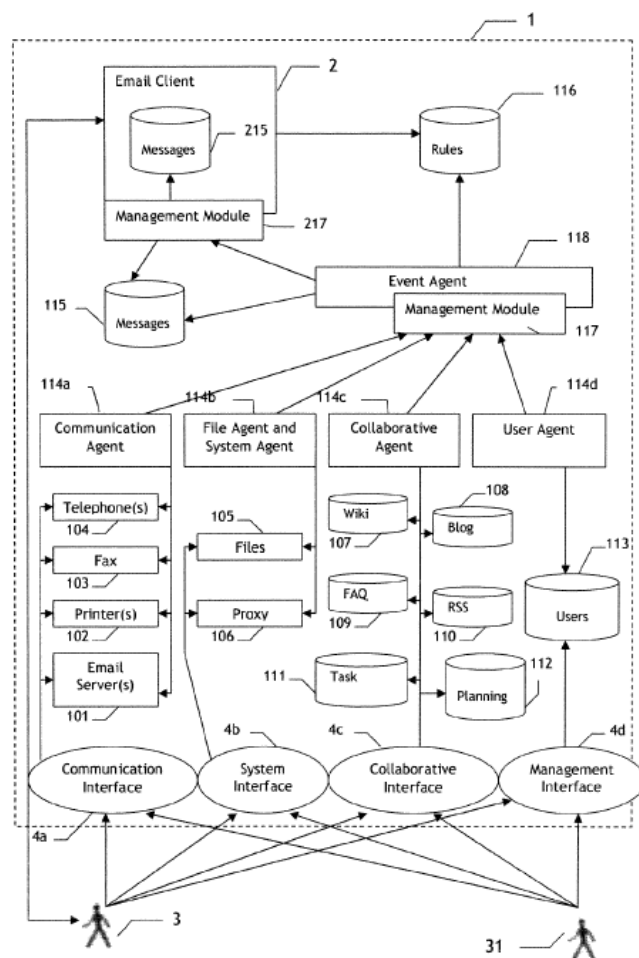 1
2
Email Client
116
215
Messages
Rules
Management Module
217
118
Event Agent
115
Messages
Management Module
117
114a
114b
114c
114d
Communication
Agent
File Agent and
System Agent
Collaborative
Agent
User Agent
Telephone(s)
104
105
Files
Wiki
107
108
Blog
113
Fax
103
Printer(s)
102
Proxy
106
FAQ
109
RSS
110
Users
Email
Server(s)
101
111
Task
112
Planning
4b
4c
4d
Communication
Interface
System
Interface
Collaborative
Interface
Management
Interface
4a
3
31